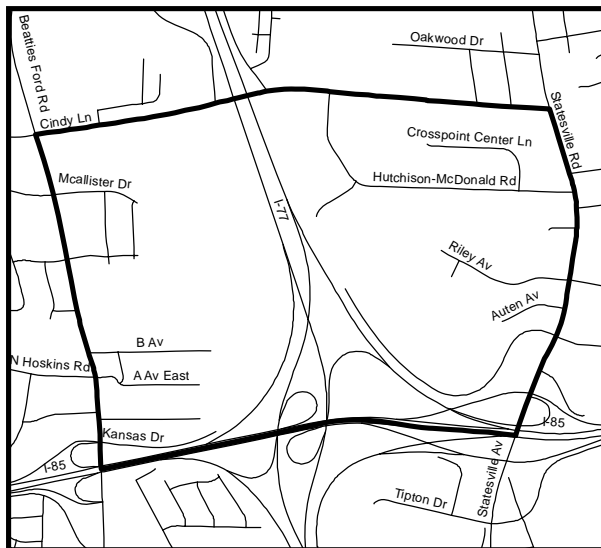 Beatties Ford Rd
Oakwood Dr
Cindy Ln
Statesville Rd
Crosspoint Center Ln
Mcallister Dr
Hutchison-McDonald Rd
I-77
Riley Av
Auten Av
B Av
N Hoskins Rd
A Av East
Kansas Dr
I-85
I-85
Statesville Av
Tipton Dr